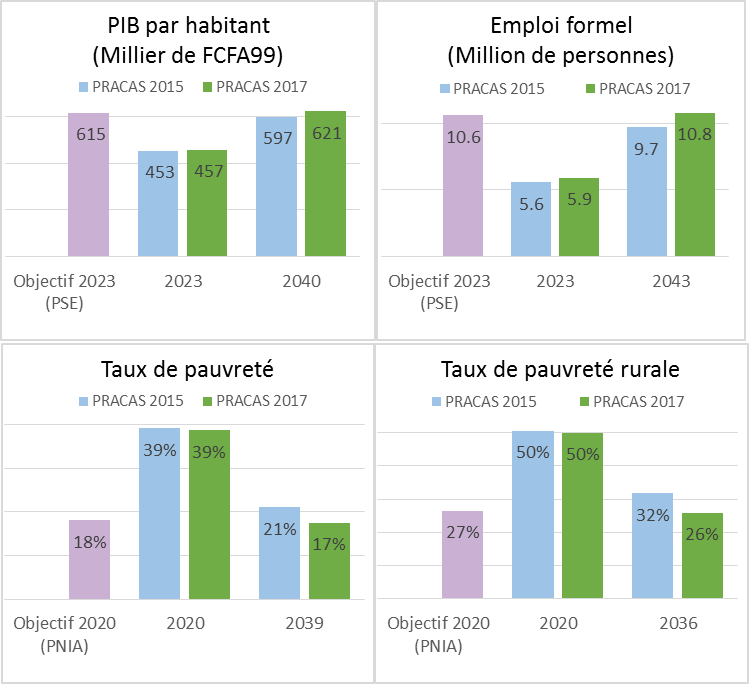 PIB par habitant
(Millier de FCFA99)
PRACAS 2015
PRACAS 2017
615
453
457
597
621
Objectif 2023
(PSE)
2023
2040
Emploi formel
(Million de personnes)
PRACAS 2015
PRACAS 2017
10.6
5.6
5.9
9.7
10.8
Objectif 2023
(PSE)
2023
2043
Taux de pauvreté
PRACAS 2015
PRACAS 2017
18%
39%
39%
21%
17%
Objectif 2020
(PNIA)
2020
2039
Taux de pauvreté rurale
PRACAS 2015
PRACAS 2017
27%
50%
50%
32%
26%
Objectif 2020
(PNIA)
2020
2036